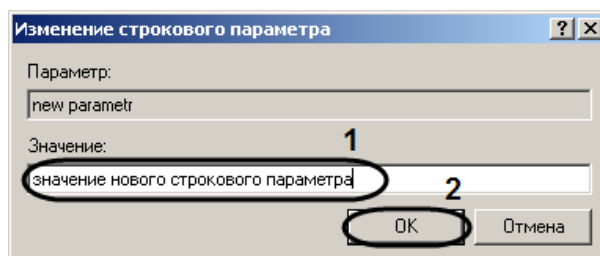 Изменение строкового параметра
Параметр:
new parametr
Значение: 1
значение нового строкового параметра
2
OK Отмена